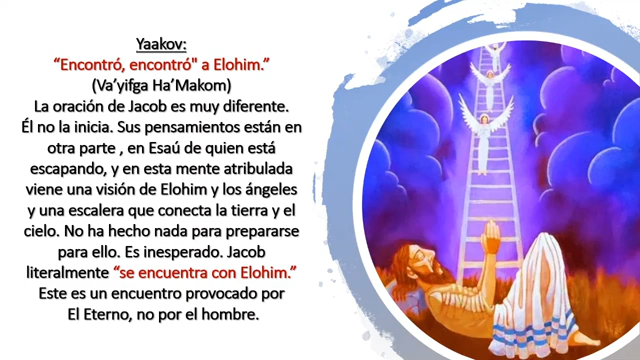 Yaakov:
“Encontró, encontró" a Elohim.”
(Va’yifga Ha’Makom)
La oración de Jacob es muy diferente.
Él no la inicia. Sus pensamientos están en
otra parte , en Esaú de quien está
escapando, y en esta mente atribulada
viene una visión de Elohim y los ángeles
y una escalera que conecta la tierra y el
cielo. No ha hecho nada para prepararse
para ello. Es inesperado. Jacob
literalmente “se encuentra con Elohim.”
Este es un encuentro provocado por
El Eterno, no por el hombre.